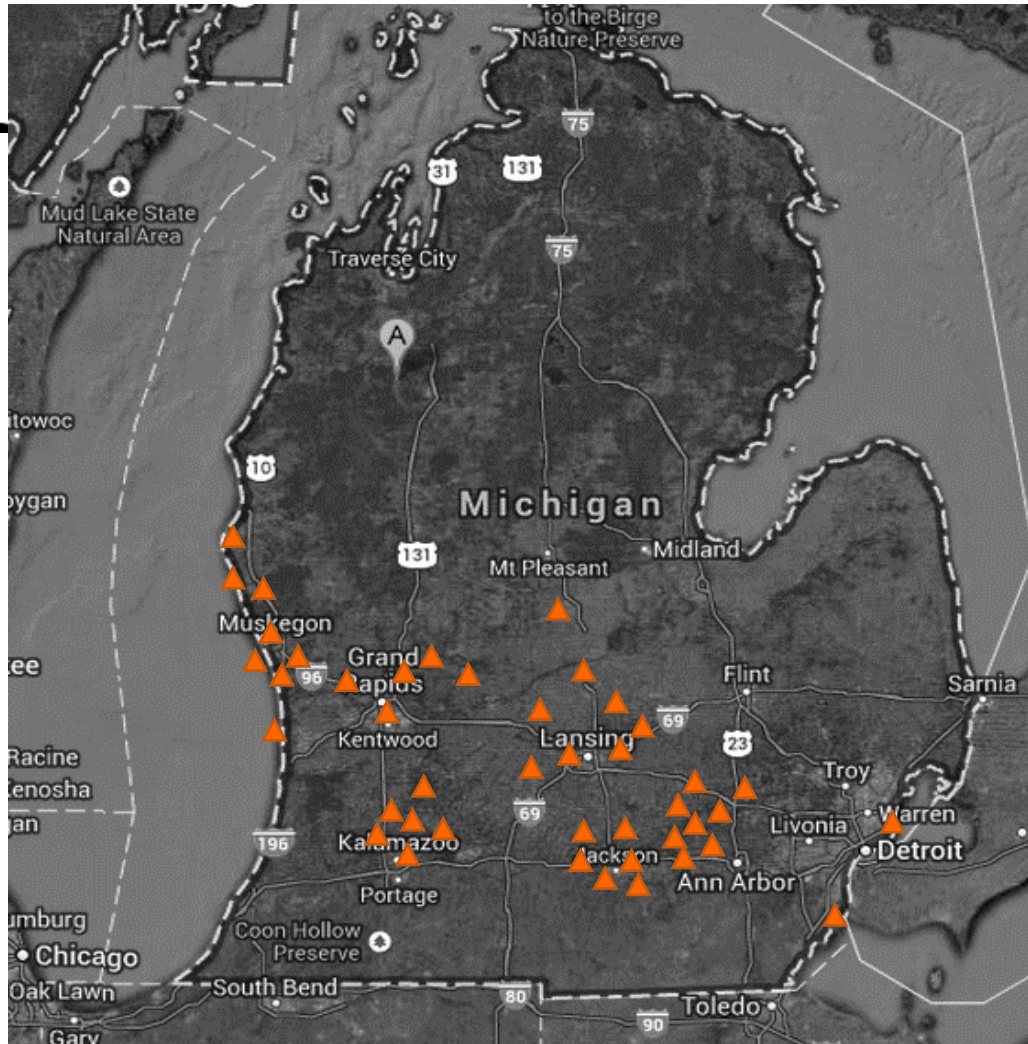 to the Birge
Nature Preserve
75
31
131
Mud Lake State
Natural Area
75
Traverse City
A
itowoc
10
oygan
Michigan
131
Midland
Mt Pleasant
Muskegon
Grand
Rapids
96
Flint
Sarnia
69
Kentwood
Lansing
23
Racine
Kenosha
gan
Troy
69
Warren
Livonia
196
Kalamazoo
Detroit
Jackson
Ann Arbor
Portage
umburg
Coon Hollow
Preserve
Chicago
Oak Lawn
South Bend
80
Toledo
90
Gary